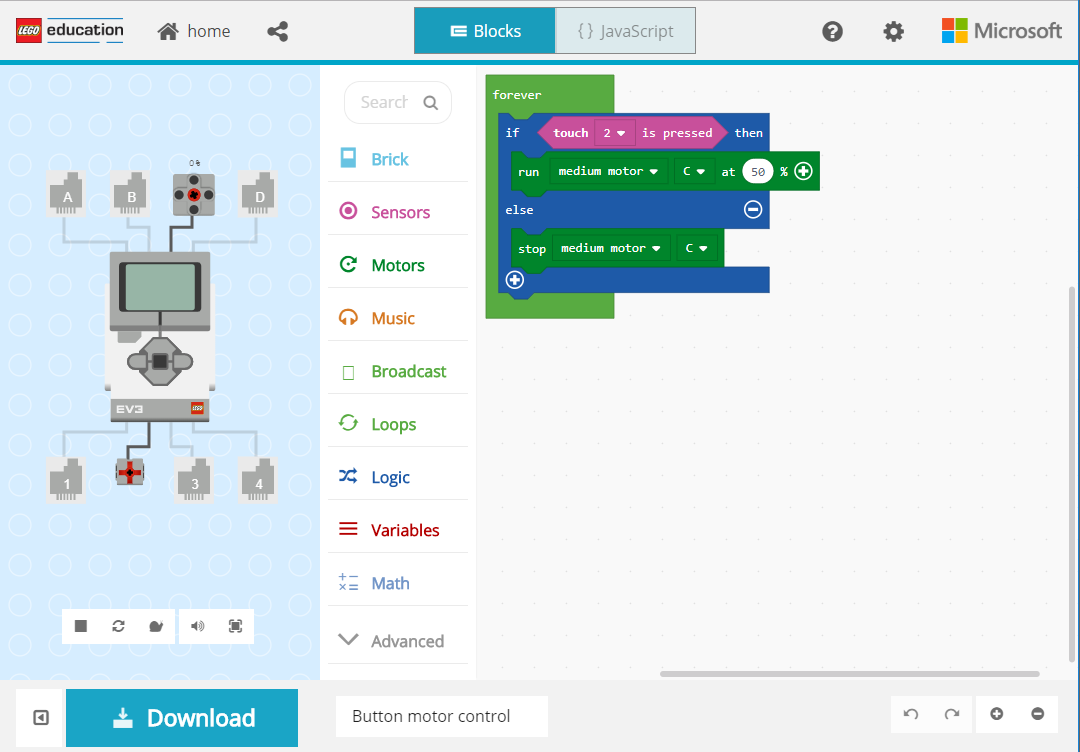 LEGO education
home
Blocks
{ } JavaScript
Microsoft
Search
Brick
Sensors
Motors
Music
Broadcast
Loops
Logic
Variables
Math
Advanced
0%
A
B
D
EV3
LEGO
1
3
4
forever
if touch 2 is pressed then
run medium motor C at 50 %
else
stop medium motor C
Download
Button motor control